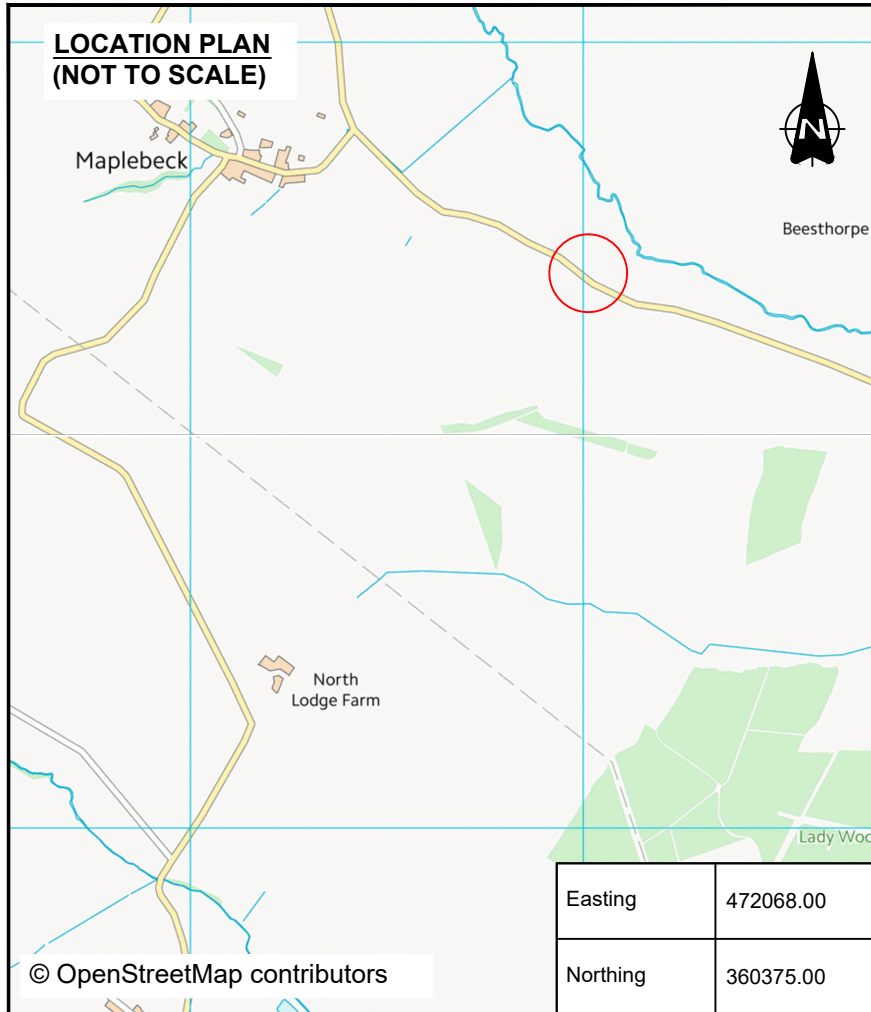 LOCATION PLAN
(NOT TO SCALE)
N
Maplebeck
Beesthorpe
North
Lodge Farm
Lady Woo
Easting 472068.00
Northing 360375.00
© OpenStreetMap contributors